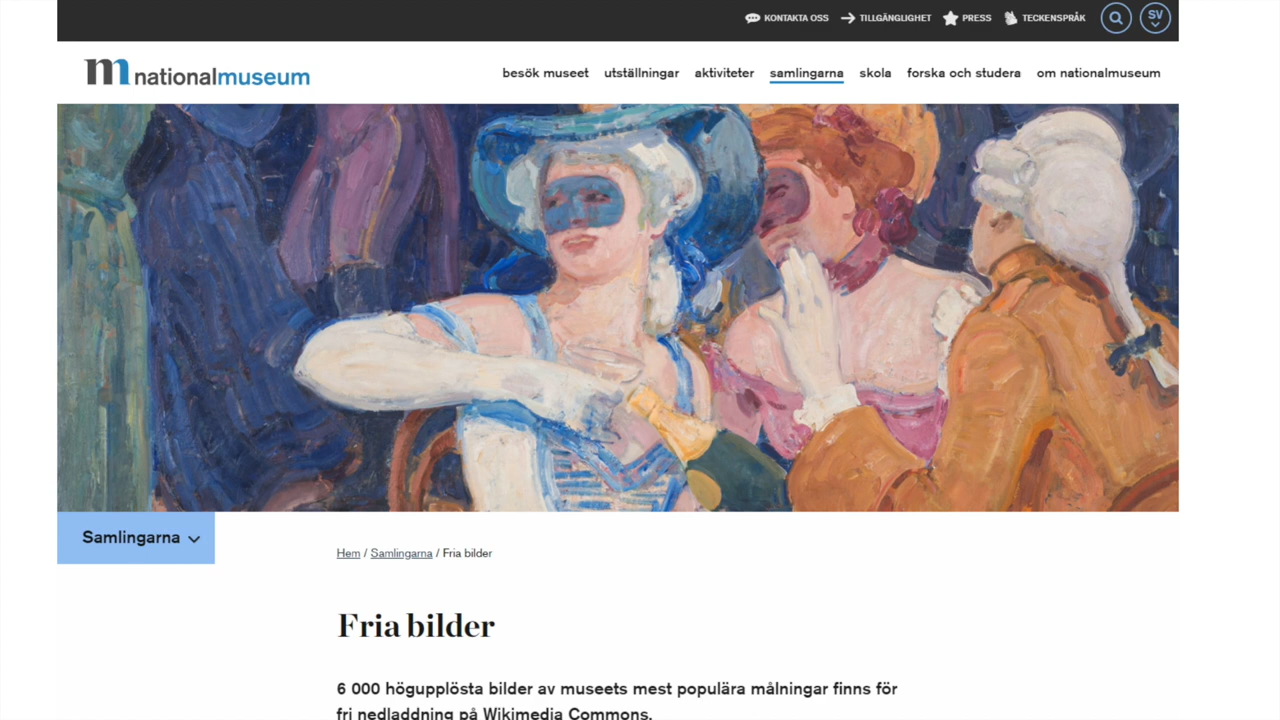 KONTAKTA OSS TILLGÄNGLIGHET PRESS TECKENSPRÅK SV
m nationalmuseum
besök museet utställningar aktiviteter samlingarna skola forska och studera om nationalmuseum
Samlingarna
Hem / Samlingarna / Fria bilder
Fria bilder
6 000 högupplösta bilder av museets mest populära målningar finns för
fri nedladdning på Wikimedia Commons.